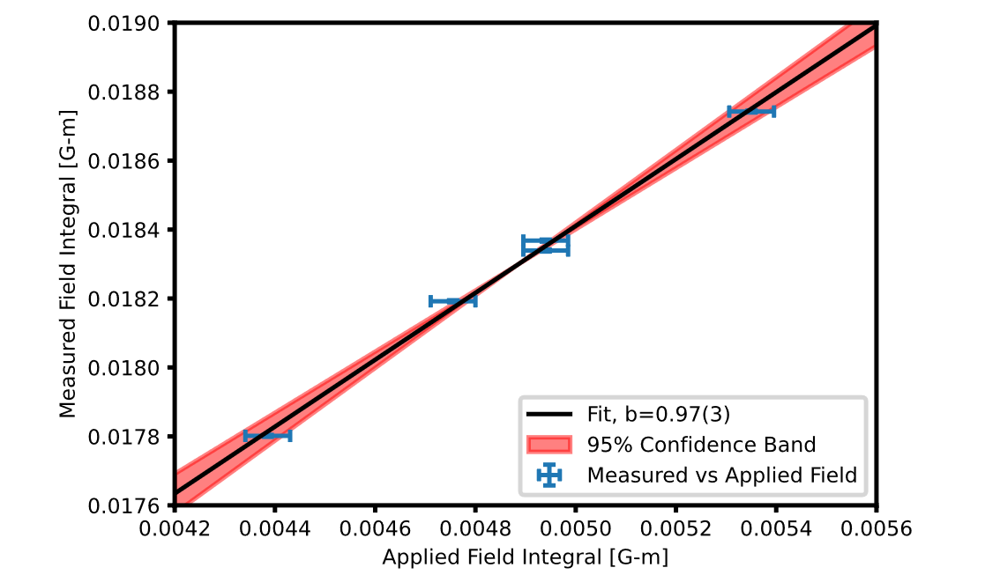 0.0190
0.0188
0.0186
0.0184
0.0182
0.0180
0.0178
0.0176
Measured Field Integral [G-m]
Fit, b=0.97(3)
95% Confidence Band
Measured vs Applied Field
0.0042 0.0044 0.0046 0.0048 0.0050 0.0052 0.0054 0.0056
Applied Field Integral [G-m]